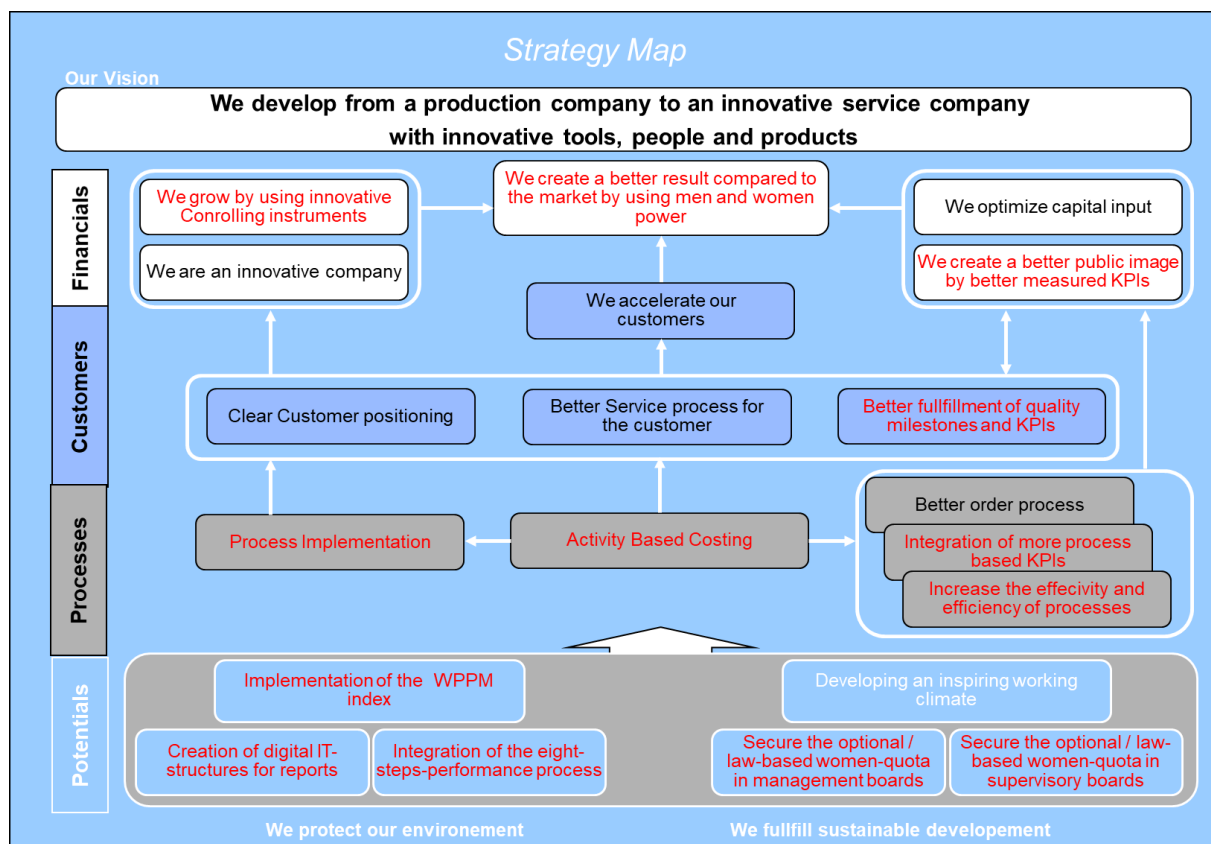 Strategy Map
Our Vision
We develop from a production company to an innovative service company
with innovative tools, people and products
Financials
We grow by using innovative
Conrolling instruments
We are an innovative company
We create a better result compared to
the market by using men and women
power
We optimize capital input
We create a better public image
by better measured KPIs
Customers
We accelerate our
customers
Clear Customer positioning
Better Service process for
the customer
Better fullfillment of quality
milestones and KPIs
Processes
Process Implementation
Activity Based Costing
Better order process
Integration of more process
based KPIs
Increase the effecivity and
efficiency of processes
Potentials
Implementation of the WPPM
index
Developing an inspiring working
climate
Creation of digital IT-
structures for reports
Integration of the eight-
steps-performance process
Secure the optional /
law-based women-quota
in management boards
Secure the optional / law-
based women-quota in
supervisory boards
We protect our environement
We fullfill sustainable developement